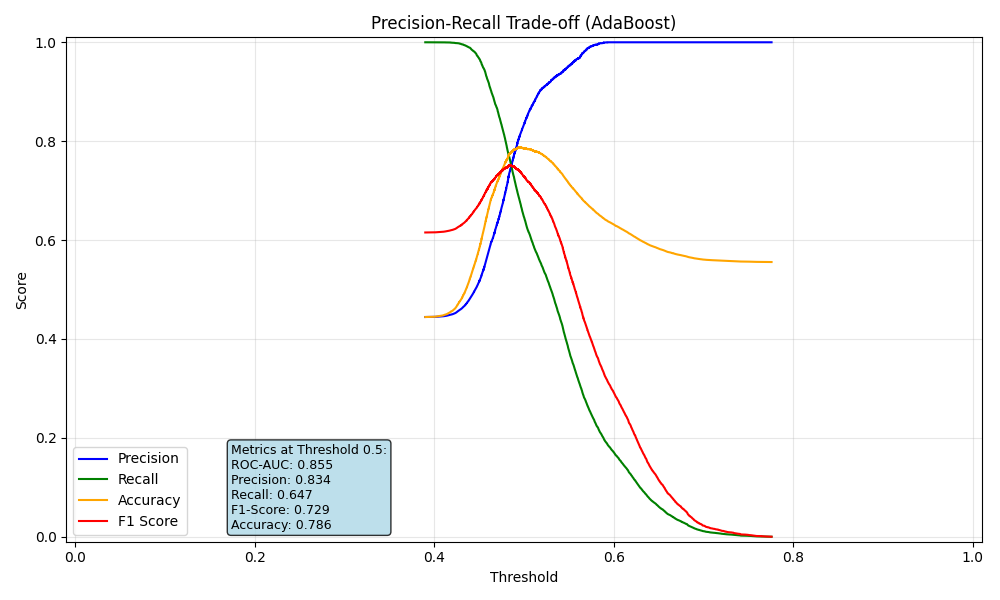 Precision-Recall Trade-off (AdaBoost)
Score
1.0
0.8
0.6
0.4
0.2
0.0
Precision
Recall
Accuracy
F1 Score
Metrics at Threshold 0.5:
ROC-AUC: 0.855
Precision: 0.834
Recall: 0.647
F1-Score: 0.729
Accuracy: 0.786
0.0 0.2 0.4 0.6 0.8 1.0
Threshold